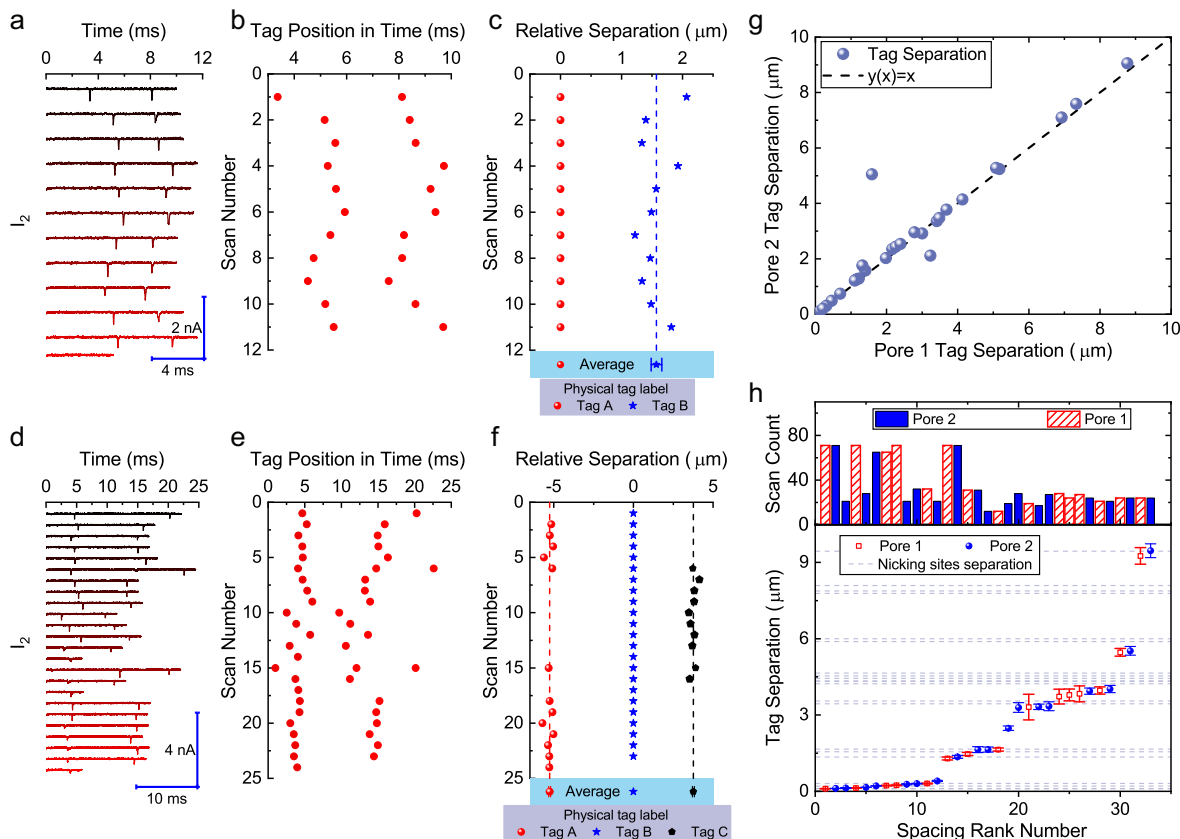 a
Time (ms)
0 4 8 12
I2
2 nA
4 ms
b
Tag Position in Time (ms)
4 6 8 10
0
2
4
6
8
10
12
Scan Number
c
Relative Separation ( μm)
0 1 2
0
2
4
6
8
10
12
Scan Number
Average
Physical tag label
Tag A Tag B
d
Time (ms)
0 5 10 15 20 25
I2
4 nA
10 ms
e
Tag Position in Time (ms)
0 5 10 15 20 25
0
5
10
15
20
25
Scan Number
f
Relative Separation ( μm)
-5 0 5
0
5
10
15
20
25
Scan Number
Average
Physical tag label
Tag A Tag B Tag C
g
Tag Separation
y(x)=x
10
8
6
4
2
0
Pore 2 Tag Separation ( μm)
0 2 4 6 8 10
Pore 1 Tag Separation ( μm)
h
Pore 2 Pore 1
80
40
0
Scan Count
Pore 1 Pore 2
Nicking sites separation
9
6
3
0
Tag Separation (μm)
0 10 20 30
Spacing Rank Number